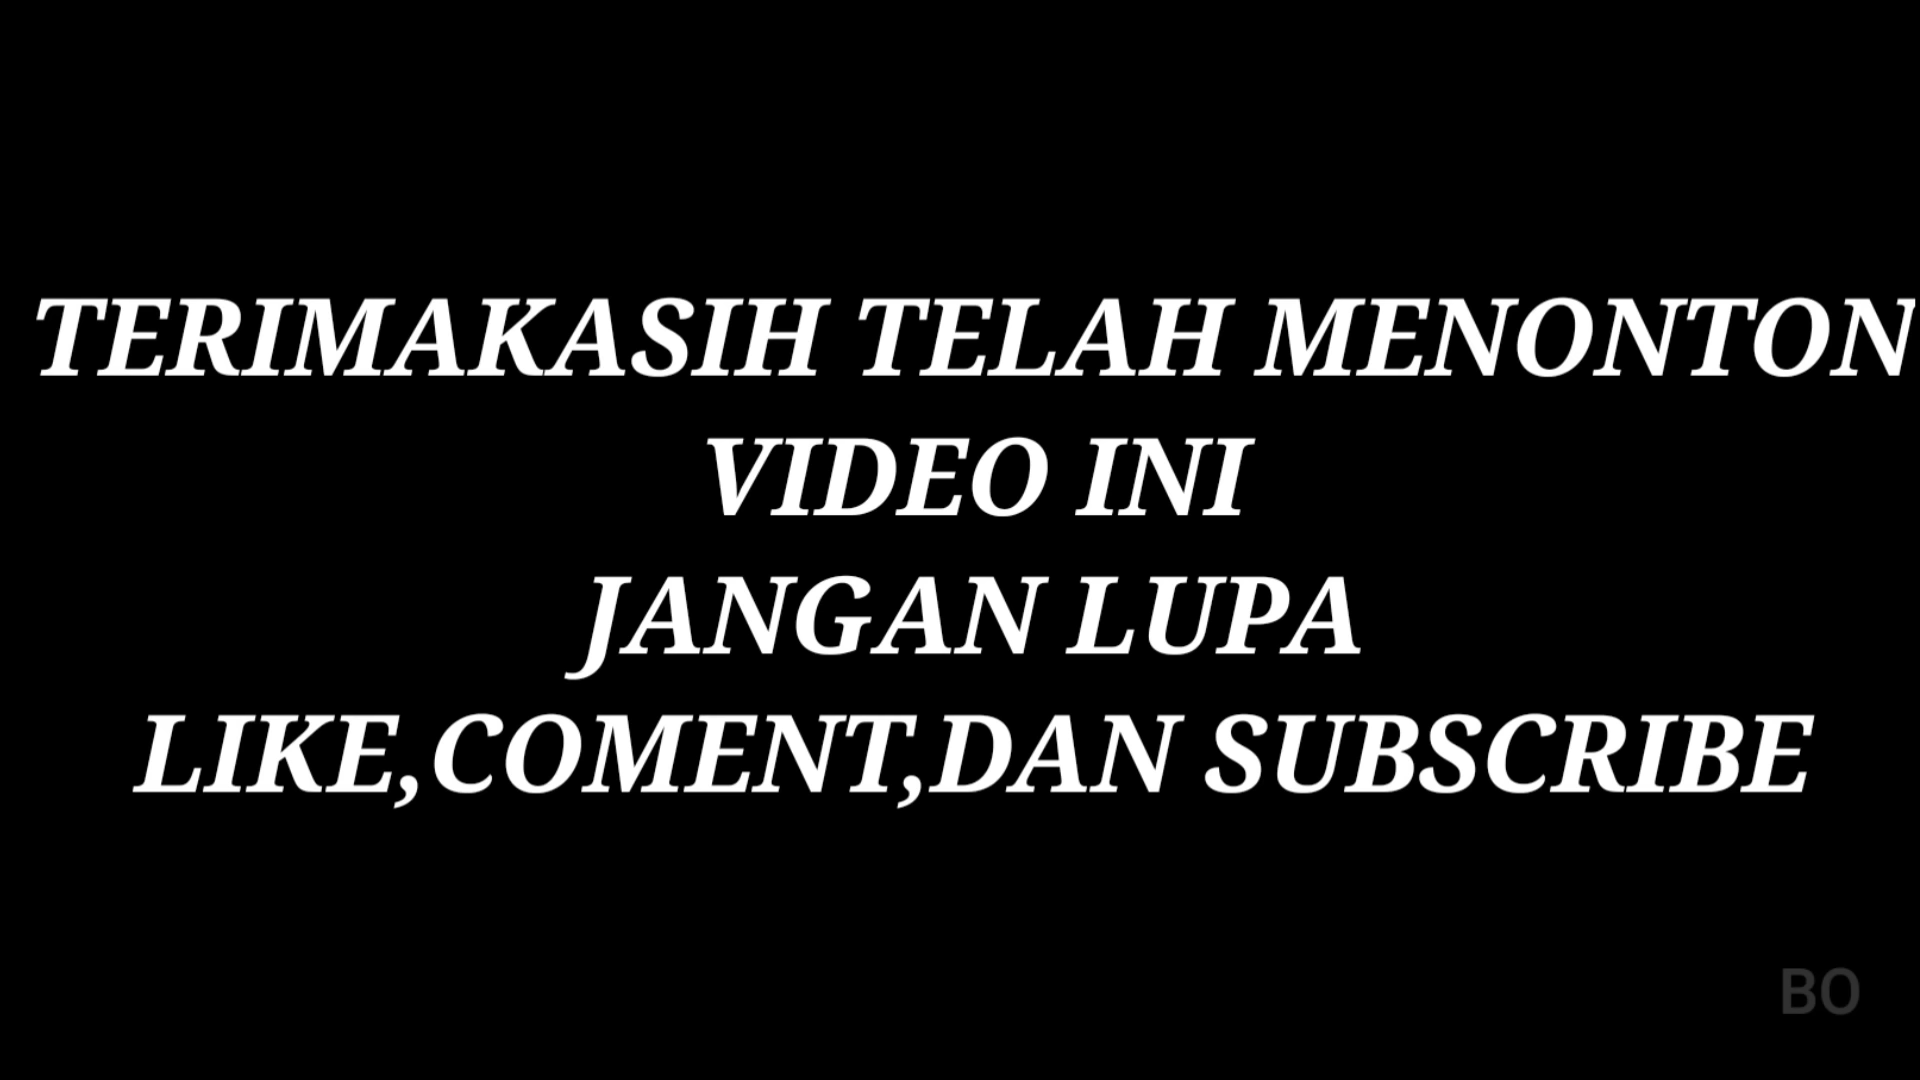 TERIMAKASIH TELAH MENONTON
VIDEO INI
JANGAN LUPA
LIKE,COMENT,DAN SUBSCRIBE
BO